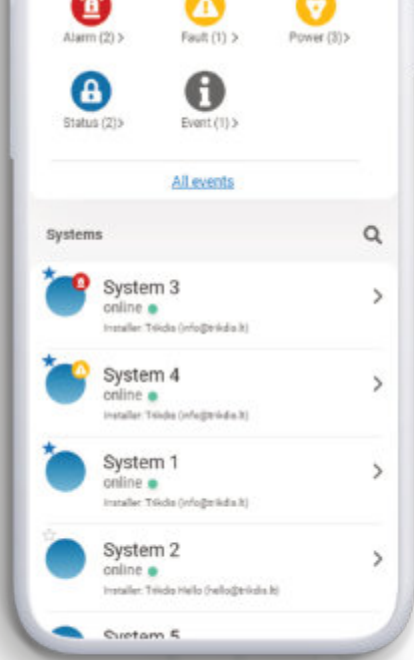 Alarm (2) >
Fault (1) >
Power (3)>
Status (2)>
Event (1) >
All events
Systems
System 3
online
Installer: Trikdis (info@trikdis.lt)
System 4
online
Installer: Trikdis (info@trikdis.lt)
System 1
online
Installer: Trikdis (info@trikdis.lt)
System 2
online
Installer: Trikdis Hello (hello@trikdis.lt)
System 5